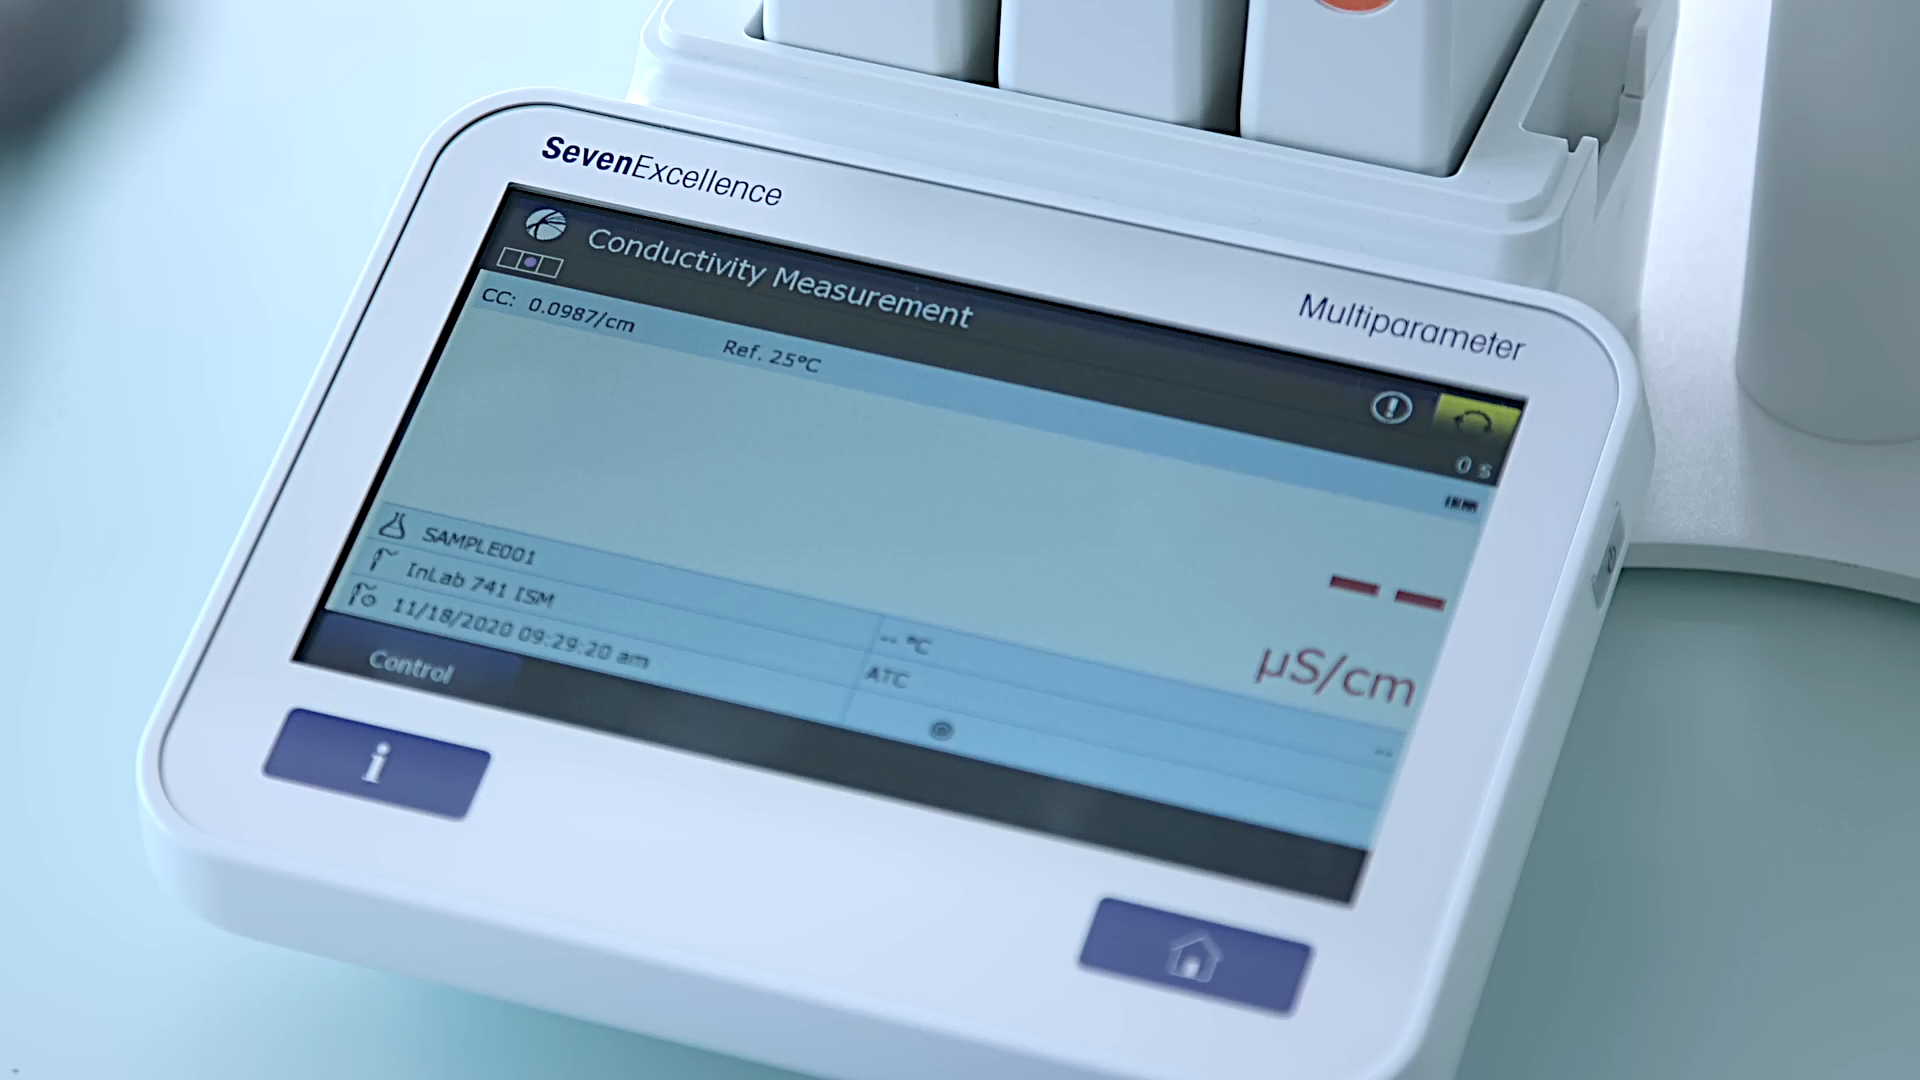 SevenExcellence
Multiparameter
Conductivity Measurement
0 s
CC: 0.0987/cm
Ref. 25°C
ISM
-- 
µS/cm
SAMPLE001
InLab 741 ISM
11/18/2020 09:29:20 am
-- °C
ATC
--
Control
i